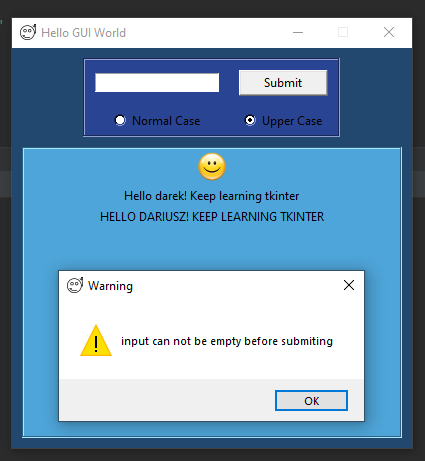 Hello GUI World
Submit
Normal Case
Upper Case
Hello darek! Keep learning tkinter
HELLO DARIUSZ! KEEP LEARNING TKINTER
Warning
input can not be empty before submiting
OK